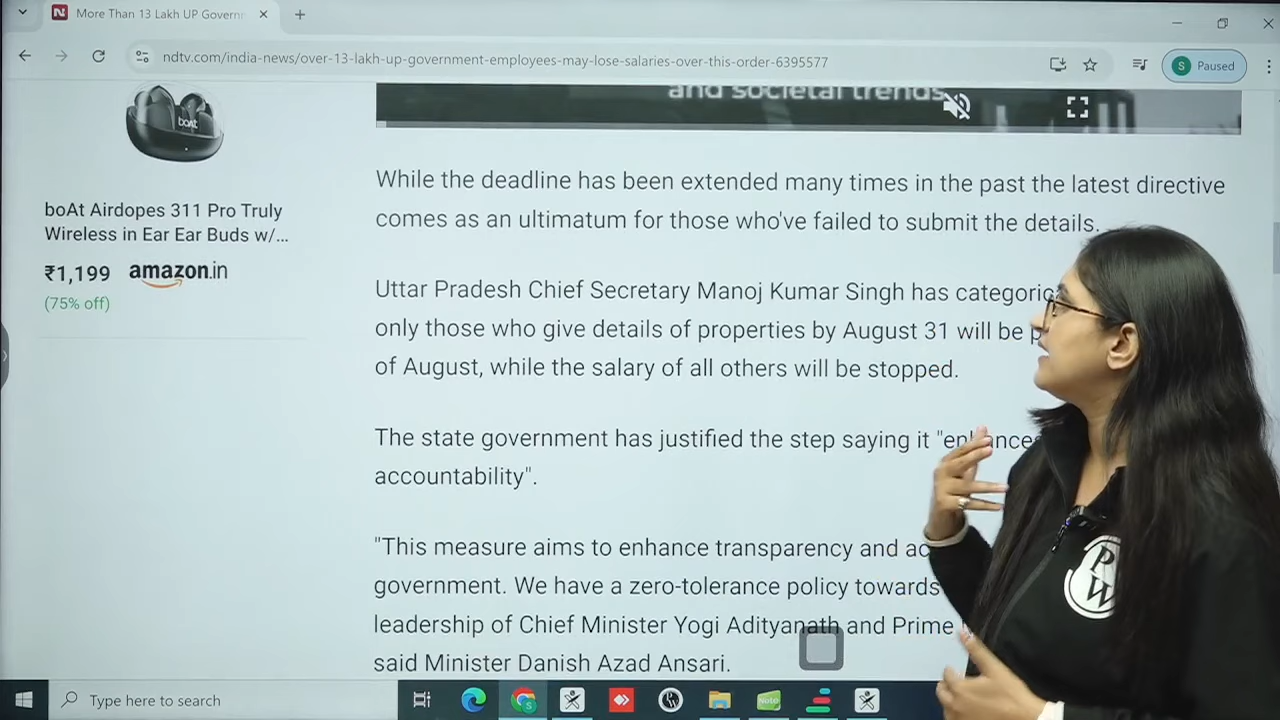 More Than 13 Lakh UP Govern
ndtv.com/india-news/over-13-lakh-up-government-employees-may-lose-salaries-over-this-order-6395577
S Paused
and societal trends
boAt
boAt Airdopes 311 Pro Truly
Wireless in Ear Ear Buds w/...
₹1,199 amazon.in
(75% off)
While the deadline has been extended many times in the past the latest directive
comes as an ultimatum for those who've failed to submit the details.
Uttar Pradesh Chief Secretary Manoj Kumar Singh has categoric
only those who give details of properties by August 31 will be p
of August, while the salary of all others will be stopped.
The state government has justified the step saying it "enhances
accountability".
"This measure aims to enhance transparency and ac
government. We have a zero-tolerance policy towards
leadership of Chief Minister Yogi Adityanath and Prime
said Minister Danish Azad Ansari.
PW
Type here to search
Note